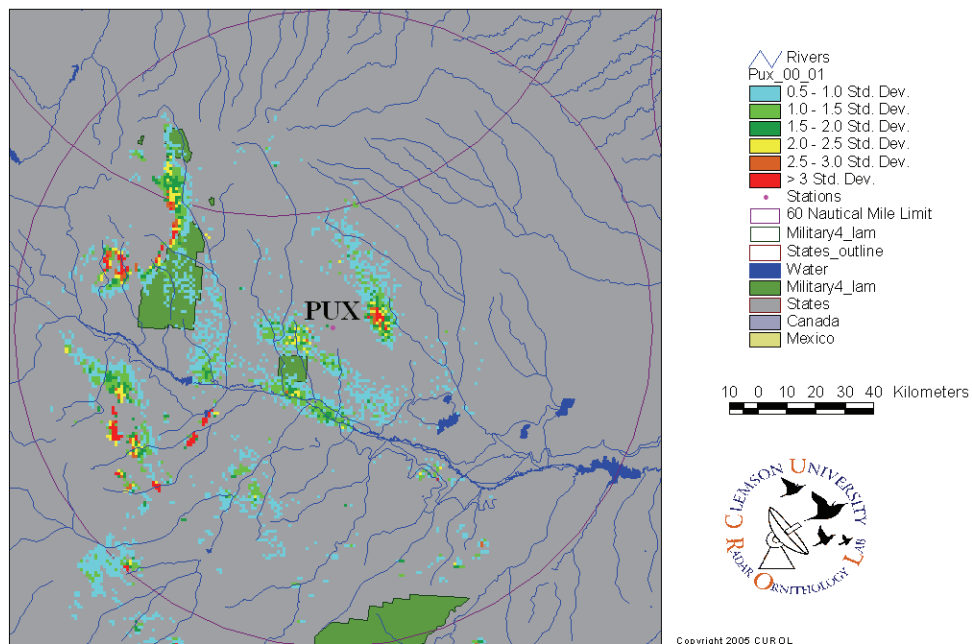 PUX
Rivers
Pux_00_01
0.5 - 1.0 Std. Dev.
1.0 - 1.5 Std. Dev.
1.5 - 2.0 Std. Dev.
2.0 - 2.5 Std. Dev.
2.5 - 3.0 Std. Dev.
> 3 Std. Dev.
Stations
60 Nautical Mile Limit
Military4_lam
States_outline
Water
Military4_lam
States
Canada
Mexico
10 0 10 20 30 40 Kilometers
CLEMSON UNIVERSITY
RADAR ORNITHOLOGY LAB
Copyright 2005 CUROL